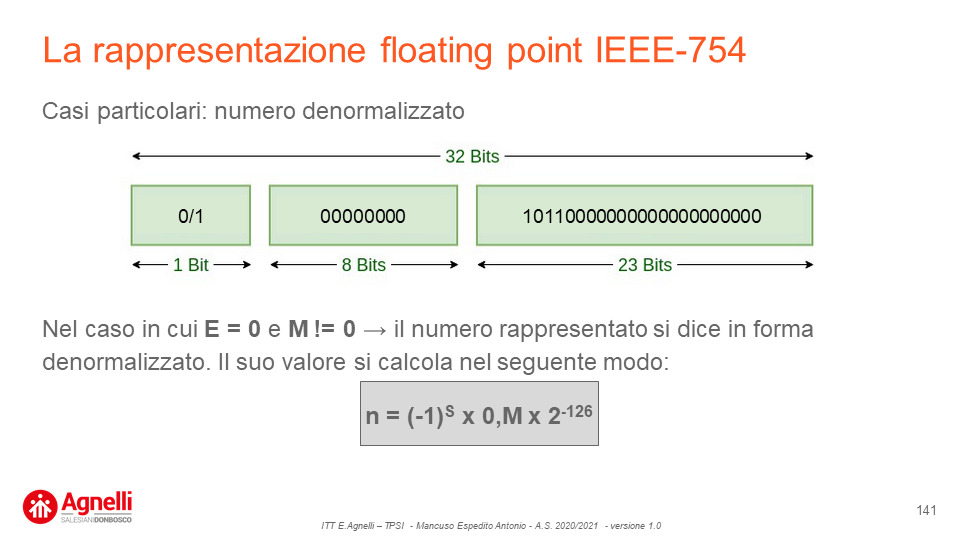 La rappresentazione floating point IEEE-754
Casi particolari: numero denormalizzato
32 Bits
0/1 00000000 10110000000000000000000
1 Bit 8 Bits 23 Bits
Nel caso in cui E = 0 e M != 0 → il numero rappresentato si dice in forma
denormalizzato. Il suo valore si calcola nel seguente modo:
n = (-1)ˢ x 0,M x 2⁻¹²⁶
Agnelli
SALESIANI DONBOSCO
141
ITT E.Agnelli – TPSI - Mancuso Espedito Antonio - A.S. 2020/2021 - versione 1.0